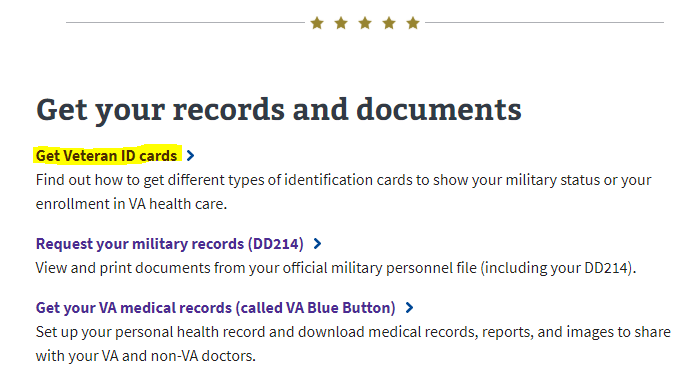 Get your records and documents
Get Veteran ID cards
Find out how to get different types of identification cards to show your military status or your
enrollment in VA health care.
Request your military records (DD214)
View and print documents from your official military personnel file (including your DD214).
Get your VA medical records (called VA Blue Button)
Set up your personal health record and download medical records, reports, and images to share
with your VA and non-VA doctors.